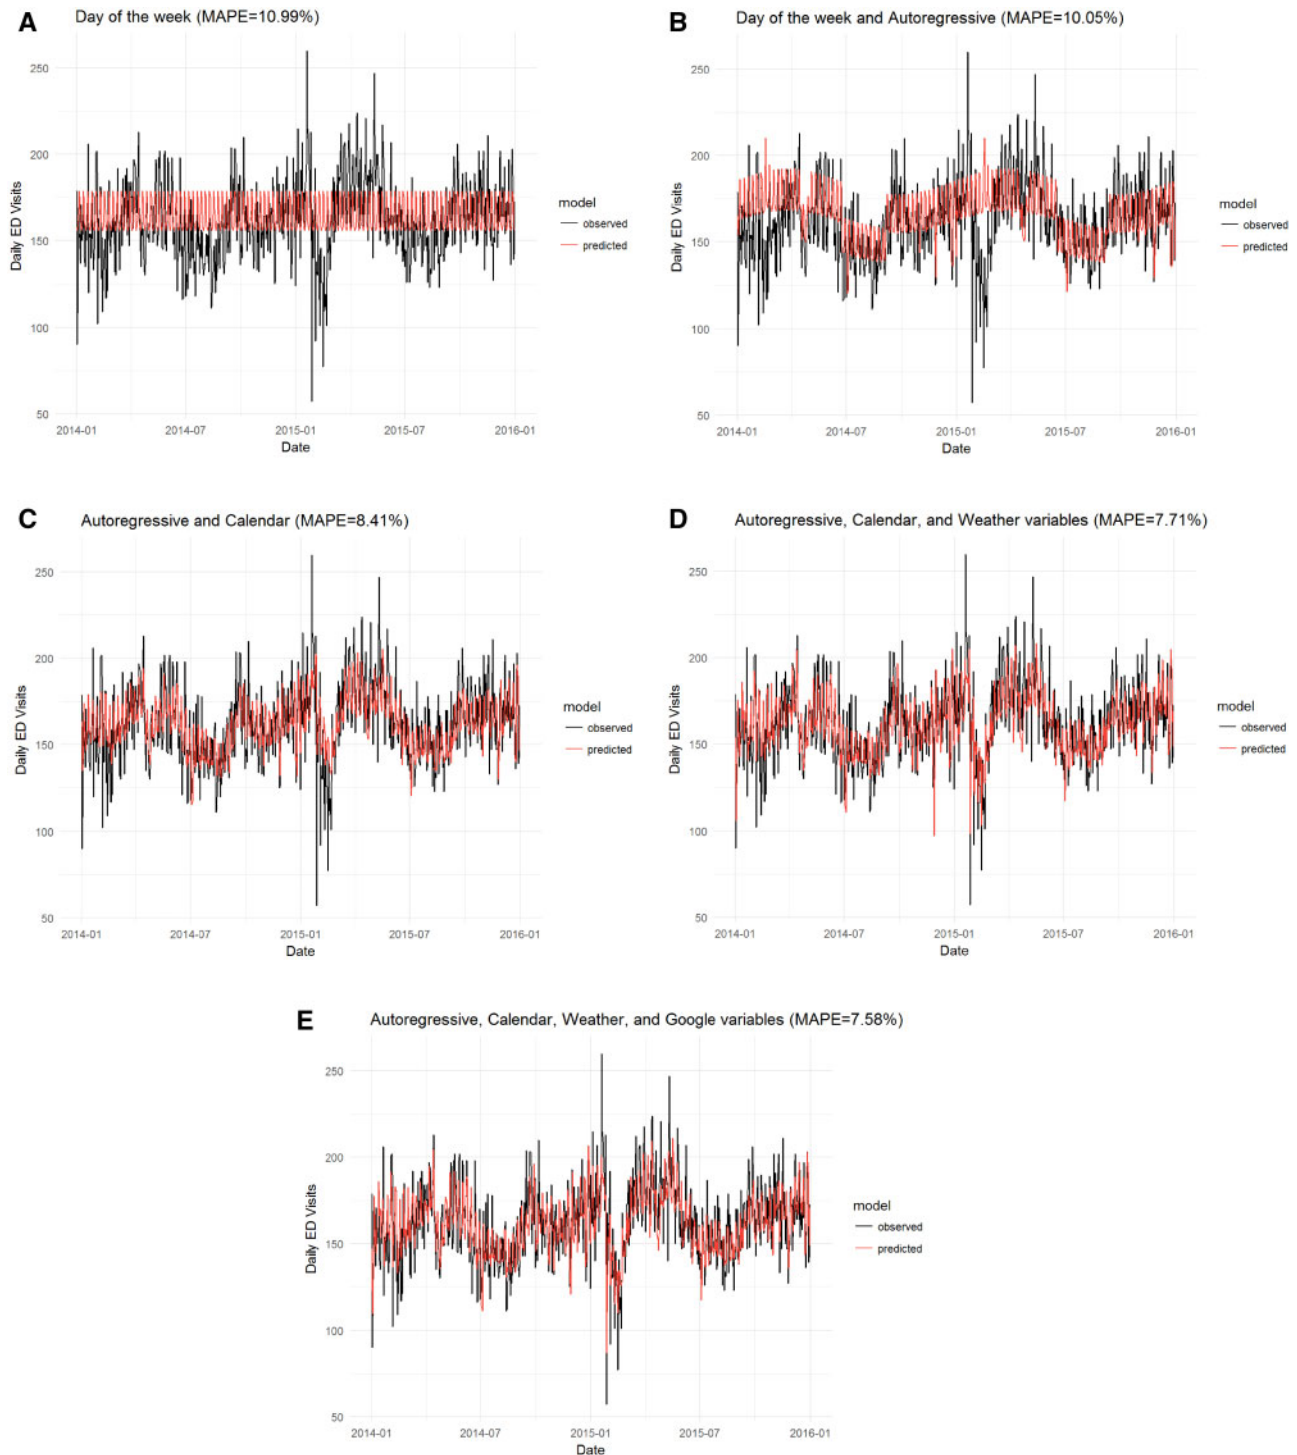 A Day of the week (MAPE=10.99%)
Daily ED Visits
250
200
150
100
50
2014-01 2014-07 2015-01 2015-07 2016-01
Date
model
observed
predicted
B Day of the week and Autoregressive (MAPE=10.05%)
Daily ED Visits
250
200
150
100
50
2014-01 2014-07 2015-01 2015-07 2016-01
Date
model
observed
predicted
C Autoregressive and Calendar (MAPE=8.41%)
Daily ED Visits
250
200
150
100
50
2014-01 2014-07 2015-01 2015-07 2016-01
Date
model
observed
predicted
D Autoregressive, Calendar, and Weather variables (MAPE=7.71%)
Daily ED Visits
250
200
150
100
50
2014-01 2014-07 2015-01 2015-07 2016-01
Date
model
observed
predicted
E Autoregressive, Calendar, Weather, and Google variables (MAPE=7.58%)
Daily ED Visits
250
200
150
100
50
2014-01 2014-07 2015-01 2015-07 2016-01
Date
model
observed
predicted